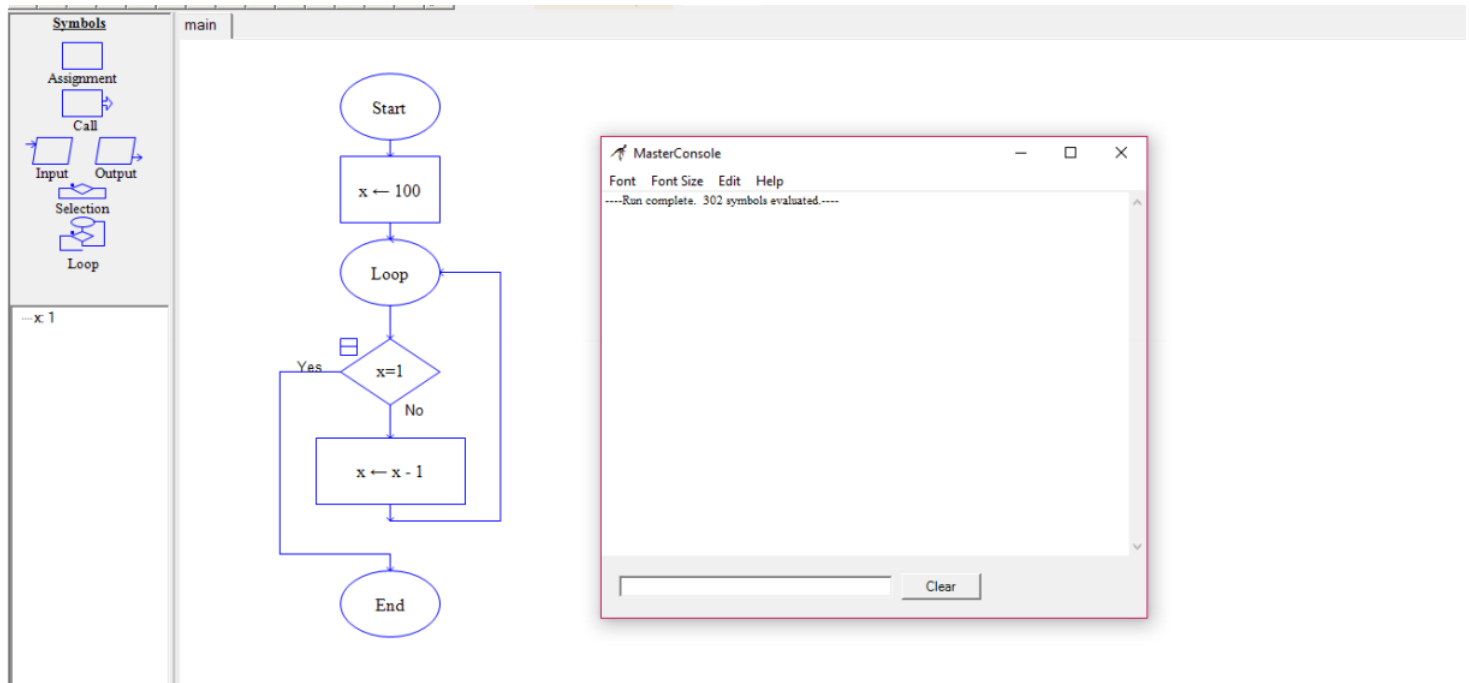 Symbols
Assignment
Call
Input Output
Selection
Loop
x: 1
main
Start
x ← 100
Loop
Yes
x=1
No
x ← x - 1
End
MasterConsole
Font Font Size Edit Help
----Run complete. 302 symbols evaluated.----
Clear